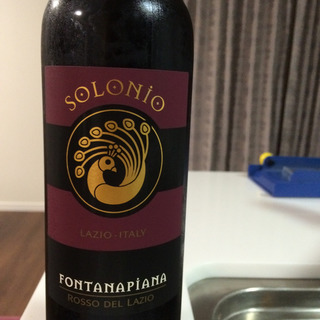 SOLONiO
LAZIO - ITALY
FONTANAPiANA
ROSSO DEL LAZIO